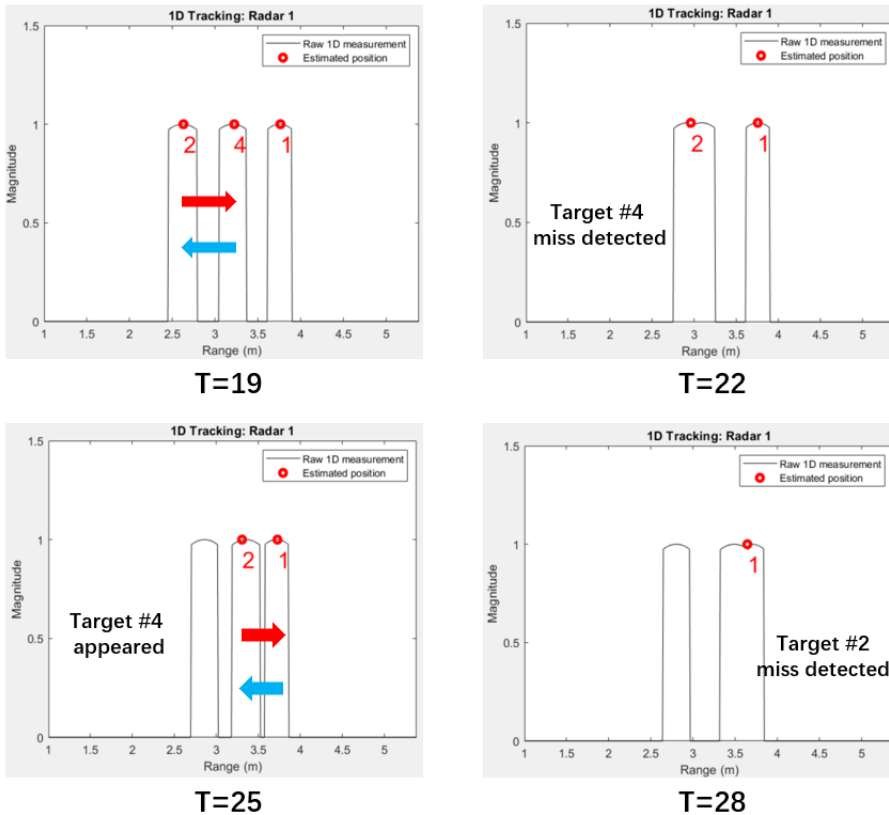 1D Tracking: Radar 1
Raw 1D measurement
Estimated position
Magnitude
1.5
1
0.5
0
2
4
1
1 1.5 2 2.5 3 3.5 4 4.5 5
Range (m)
T=19
1D Tracking: Radar 1
Raw 1D measurement
Estimated position
Magnitude
1.5
1
0.5
0
2
1
Target #4
miss detected
1 1.5 2 2.5 3 3.5 4 4.5 5
Range (m)
T=22
1D Tracking: Radar 1
Raw 1D measurement
Estimated position
Magnitude
1.5
1
0.5
0
2
1
Target #4
appeared
1 1.5 2 2.5 3 3.5 4 4.5 5
Range (m)
T=25
1D Tracking: Radar 1
Raw 1D measurement
Estimated position
Magnitude
1.5
1
0.5
0
1
Target #2
miss detected
1 1.5 2 2.5 3 3.5 4 4.5 5
Range (m)
T=28